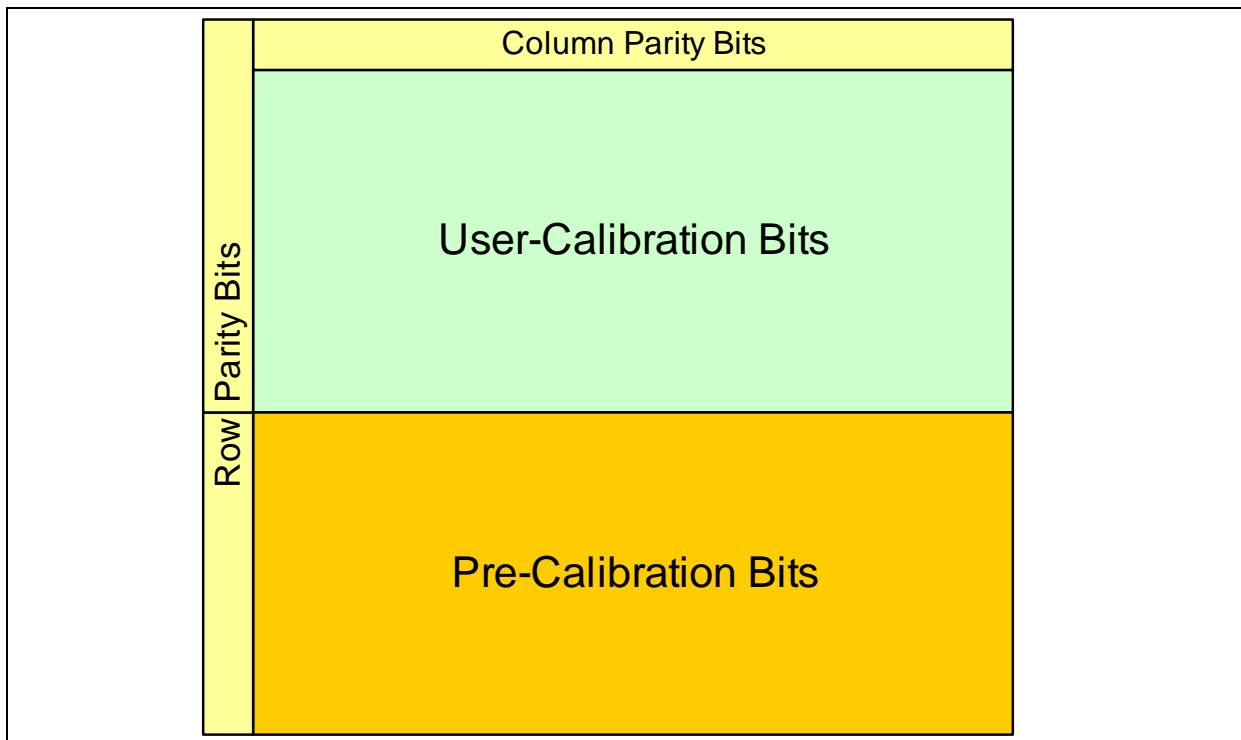 Column Parity Bits
User-Calibration Bits
Row Parity Bits
Pre-Calibration Bits